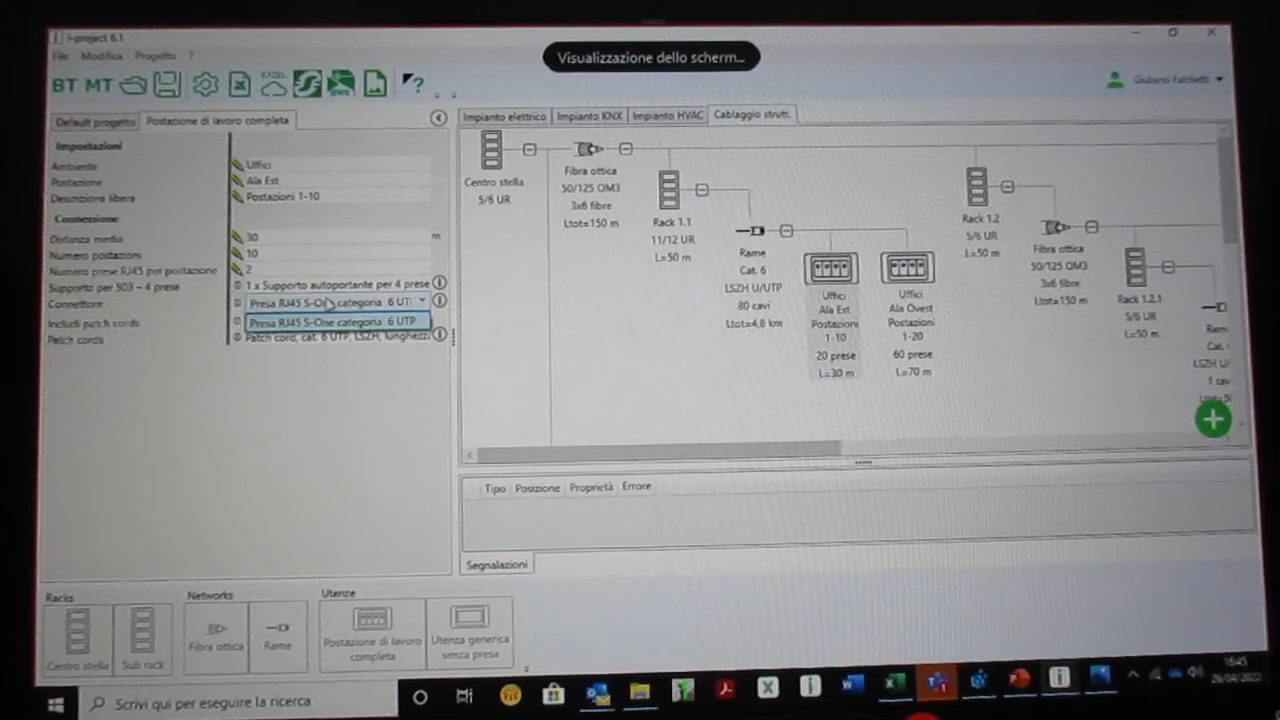 i-project 6.1
File Modifica Progetto ?
Visualizzazione dello scherm...
BT MT
EXCEL
?
Giuliano Falchetti
Default progetto
Postazione di lavoro completa
Impostazioni
Ambiente Uffici
Postazione Ala Est
Descrizione libera Postazioni 1-10
Connessione
Distanza media 30 m
Numero postazioni 10
Numero prese RJ45 per postazione 2
Supporto per 503 – 4 prese 1 x Supporto autoportante per 4 prese
Connettore Presa RJ45 S-One categoria 6 UT
Includi patch cords Presa RJ45 S-One categoria 6 UTP
Patch cords Patch cord, cat. 6 UTP, LSZH, lunghezz
Impianto elettrico
Impianto KNX
Impianto HVAC
Cablaggio strutt.
Centro stella
5/6 UR
Fibra ottica
50/125 OM3
3x6 fibre
Ltot=150 m
Rack 1.1
11/12 UR
L=50 m
Rame
Cat. 6
LSZH U/UTP
80 cavi
Ltot=4,8 km
Uffici
Ala Est
Postazioni
1-10
20 prese
L=30 m
Uffici
Ala Ovest
Postazioni
1-20
60 prese
L=70 m
Rack 1.2
5/6 UR
L=50 m
Fibra ottica
50/125 OM3
3x6 fibre
Ltot=150 m
Rack 1.2.1
5/6 UR
L=50 m
Ram
Cat.
LSZH U/
1 cav
Tipo Posizione Proprietà Errore
Segnalazioni
Racks
Centro stella
Sub rack
Networks
Fibra ottica
Rame
Utenze
Postazione di lavoro
completa
Utenza generica
senza presa
Scrivi qui per eseguire la ricerca
16:45